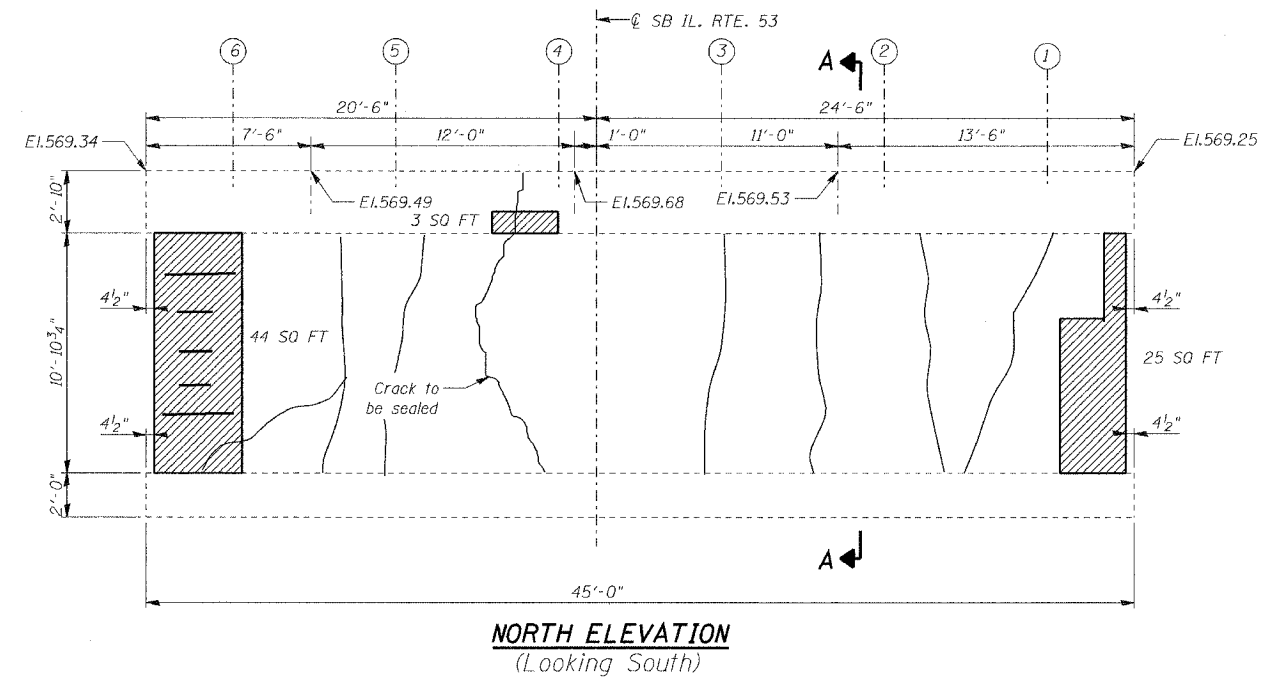 ℄ SB IL. RTE. 53
6
5
4
3
A
2
1
20'-6"
24'-6"
7'-6"
12'-0"
1'-0"
11'-0"
13'-6"
El.569.34
El.569.25
2'-10"
El.569.49
El.569.68
El.569.53
3 SQ FT
4½"
4½"
10'-10¾"
44 SQ FT
25 SQ FT
Crack to
be sealed
4½"
4½"
2'-0"
A
45'-0"
NORTH ELEVATION
(Looking South)